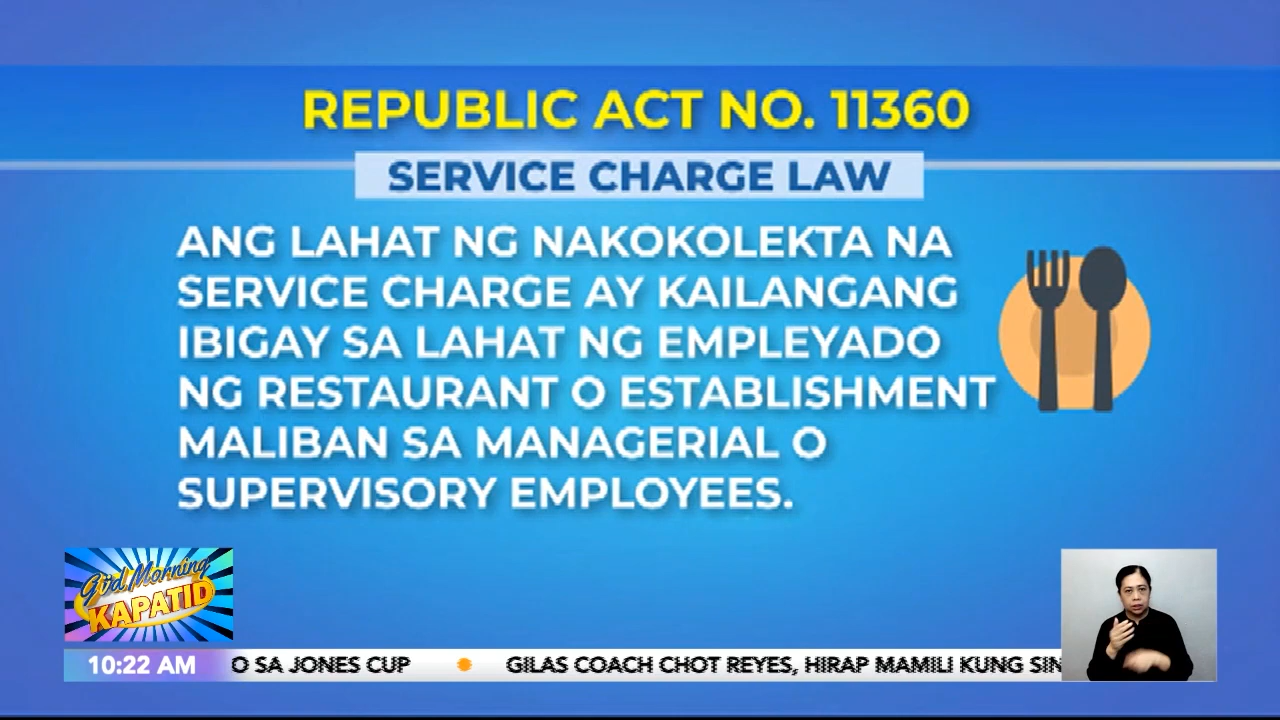 REPUBLIC ACT NO. 11360
SERVICE CHARGE LAW
ANG LAHAT NG NAKOKOLEKTA NA
SERVICE CHARGE AY KAILANGANG
IBIGAY SA LAHAT NG EMPLEYADO
NG RESTAURANT O ESTABLISHMENT
MALIBAN SA MANAGERIAL O
SUPERVISORY EMPLOYEES.
Gud Morning
KAPATID
10:22 AM
O SA JONES CUP
GILAS COACH CHOT REYES, HIRAP MAMILI KUNG SIN